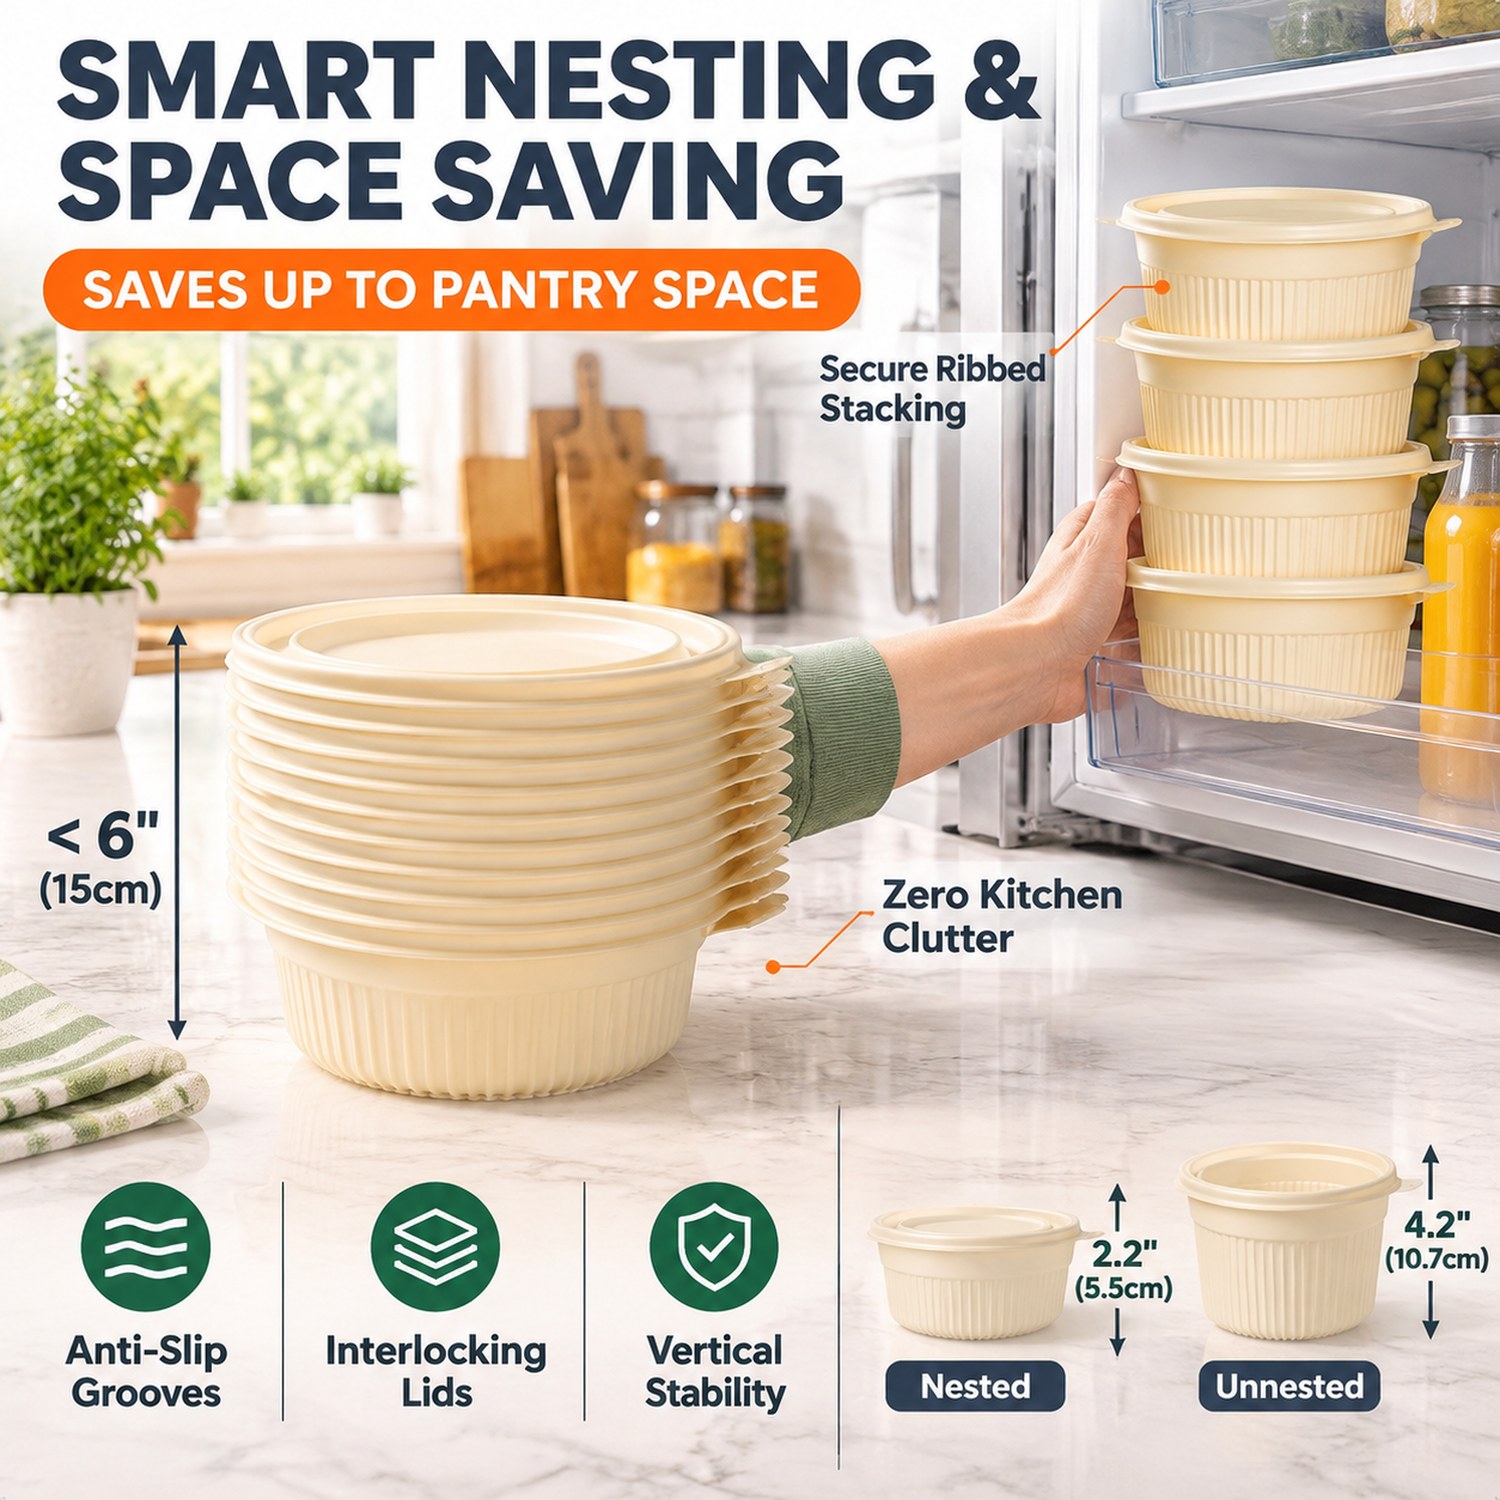 SMART NESTING &
SPACE SAVING
SAVES UP TO PANTRY SPACE
Secure Ribbed
Stacking
< 6"
(15cm)
Zero Kitchen
Clutter
Anti-Slip
Grooves
Interlocking
Lids
Vertical
Stability
2.2"
(5.5cm)
Nested
4.2"
(10.7cm)
Unnested